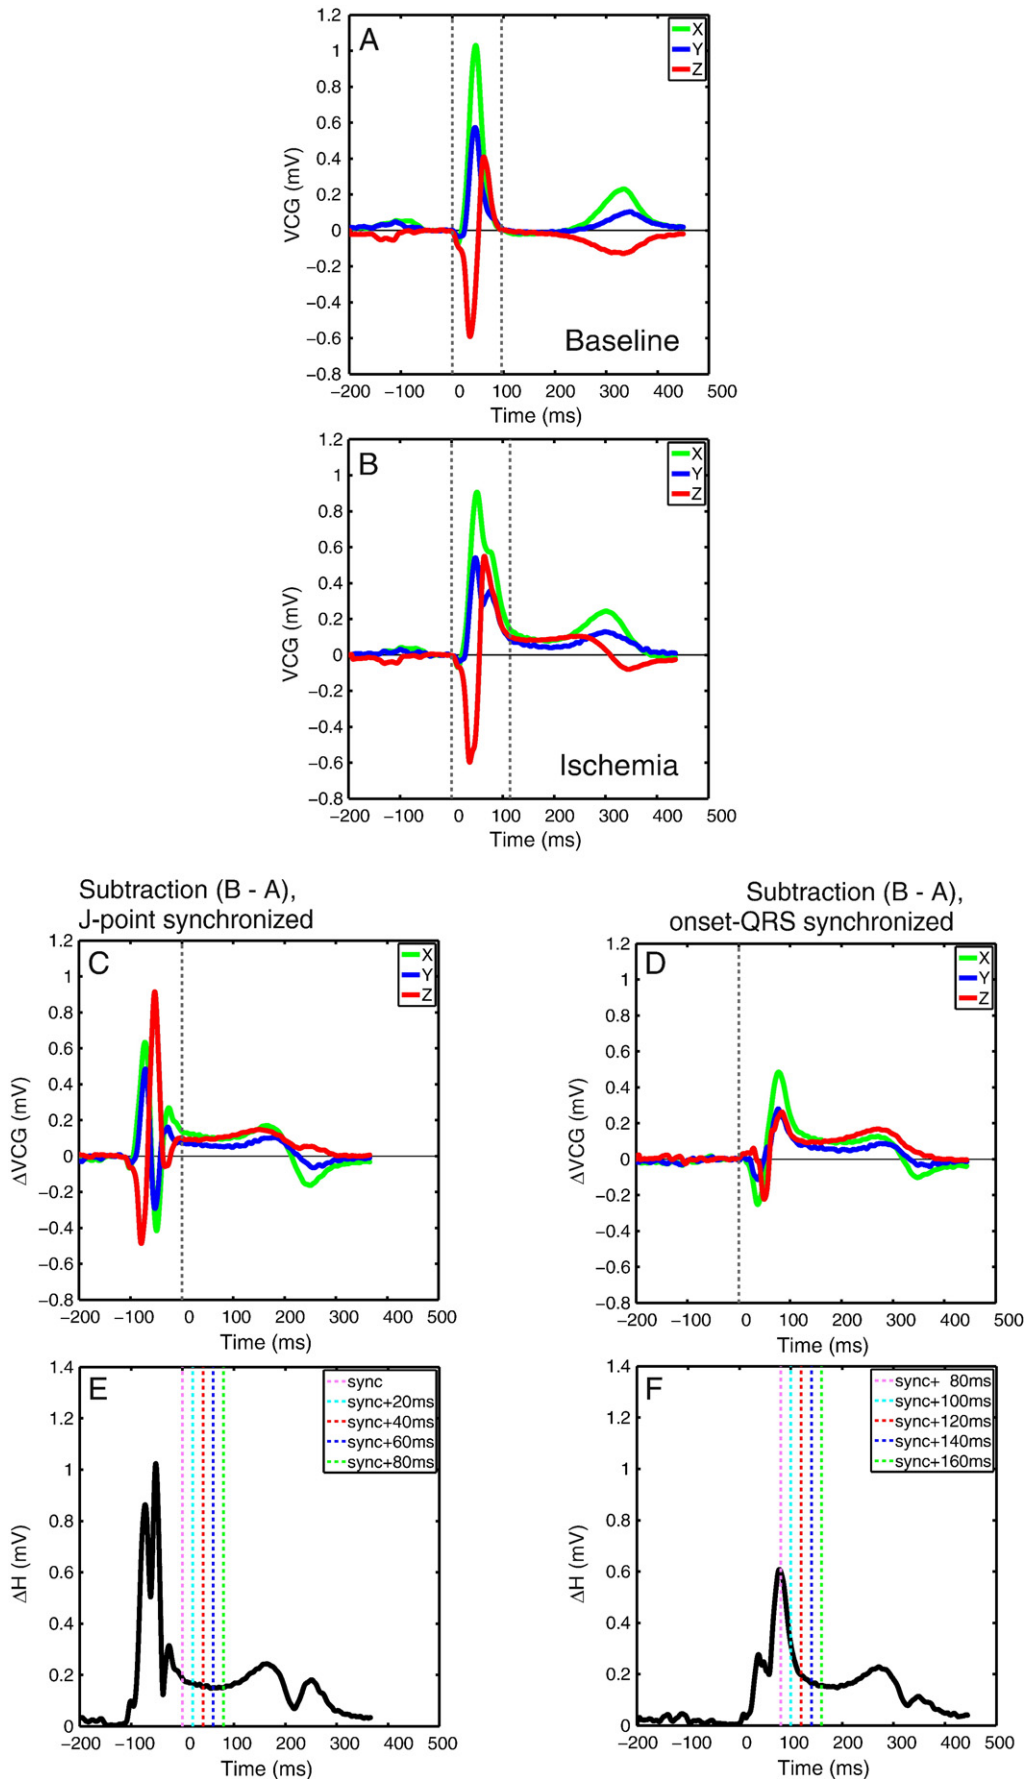 A
X
Y
Z
1.2
1
0.8
0.6
0.4
0.2
0
−0.2
−0.4
−0.6
−0.8
VCG (mV)
Baseline
−200 −100 0 100 200 300 400 500
Time (ms)
B
X
Y
Z
1.2
1
0.8
0.6
0.4
0.2
0
−0.2
−0.4
−0.6
−0.8
VCG (mV)
Ischemia
−200 −100 0 100 200 300 400 500
Time (ms)
Subtraction (B - A),
J-point synchronized
C
X
Y
Z
1.2
1
0.8
0.6
0.4
0.2
0
−0.2
−0.4
−0.6
−0.8
ΔVCG (mV)
−200 −100 0 100 200 300 400 500
Time (ms)
Subtraction (B - A),
onset-QRS synchronized
D
X
Y
Z
1.2
1
0.8
0.6
0.4
0.2
0
−0.2
−0.4
−0.6
−0.8
ΔVCG (mV)
−200 −100 0 100 200 300 400 500
Time (ms)
E
sync
sync+20ms
sync+40ms
sync+60ms
sync+80ms
1.4
1.2
1
0.8
0.6
0.4
0.2
0
ΔH (mV)
−200 −100 0 100 200 300 400 500
Time (ms)
F
sync+ 80ms
sync+100ms
sync+120ms
sync+140ms
sync+160ms
1.4
1.2
1
0.8
0.6
0.4
0.2
0
ΔH (mV)
−200 −100 0 100 200 300 400 500
Time (ms)